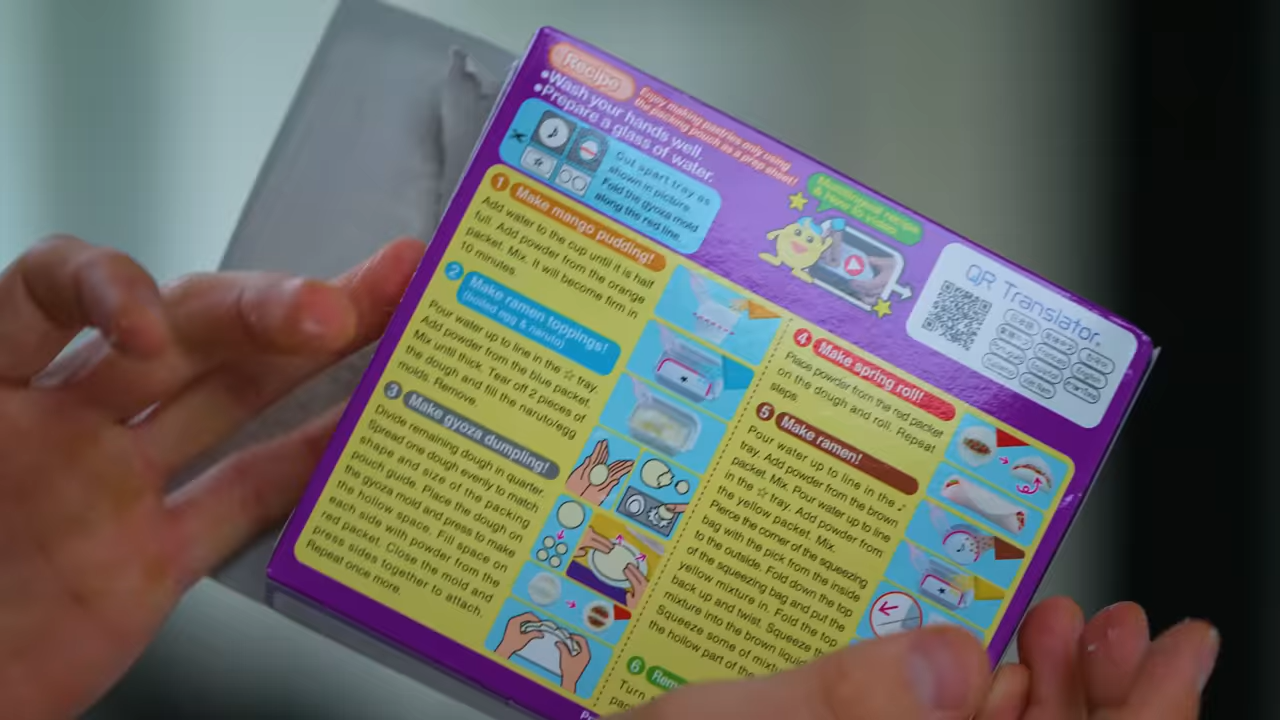 Recipe
Enjoy making pastries only using
the packing pouch as a prep sheet!
•Wash your hands well.
•Prepare a glass of water.
Cut apart tray as
shown in picture.
Fold the gyoza mold
along the red line.
Multilingual recipe
& How to video
QR Translator.
1 Make mango pudding!
Add water to the cup until it is half
full. Add powder from the orange
packet. Mix. It will become firm in
10 minutes.
2 Make ramen toppings!
(boiled egg & naruto)
Pour water up to line in the ☆ tray.
Add powder from the blue packet.
Mix until thick. Tear off 2 pieces of
the dough and fill the naruto/egg
molds. Remove.
3 Make gyoza dumpling!
Divide remaining dough in quarter.
Spread one dough evenly to match
shape and size of the packing
pouch guide. Place the dough on
the gyoza mold and press to make
the hollow space. Fill space on
each side with powder from the
red packet. Close the mold and
press sides together to attach.
Repeat once more.
4 Make spring roll!
Place powder from the red packet
on the dough and roll. Repeat
steps.
5 Make ramen!
Pour water up to line in the ♪
tray. Add powder from the brown
packet. Mix. Pour water up to line
in the ☆ tray. Add powder from
the yellow packet. Mix.
Pierce the corner of the squeezing
bag with the pick from the inside
to the outside. Fold down the top
of the squeezing bag and put the
yellow mixture in. Fold the top
back up and twist. Squeeze the
mixture into the brown liquid
Squeeze some of mixtu
the hollow part of the
6 Rem
Turn
pac